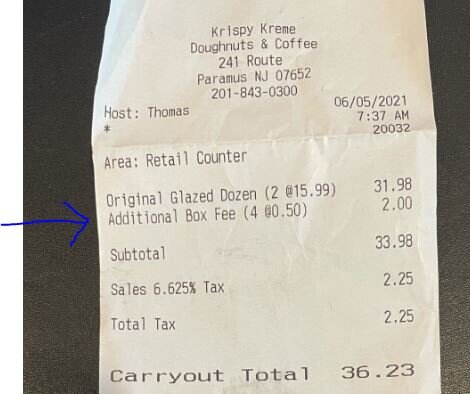 Krispy Kreme
Doughnuts & Coffee
241 Route
Paramus NJ 07652
201-843-0300
Host: Thomas 06/05/2021
7:37 AM
* 20032
Area: Retail Counter
Original Glazed Dozen (2 @15.99) 31.98
Additional Box Fee (4 @0.50) 2.00
Subtotal 33.98
Sales 6.625% Tax 2.25
Total Tax 2.25
Carryout Total 36.23